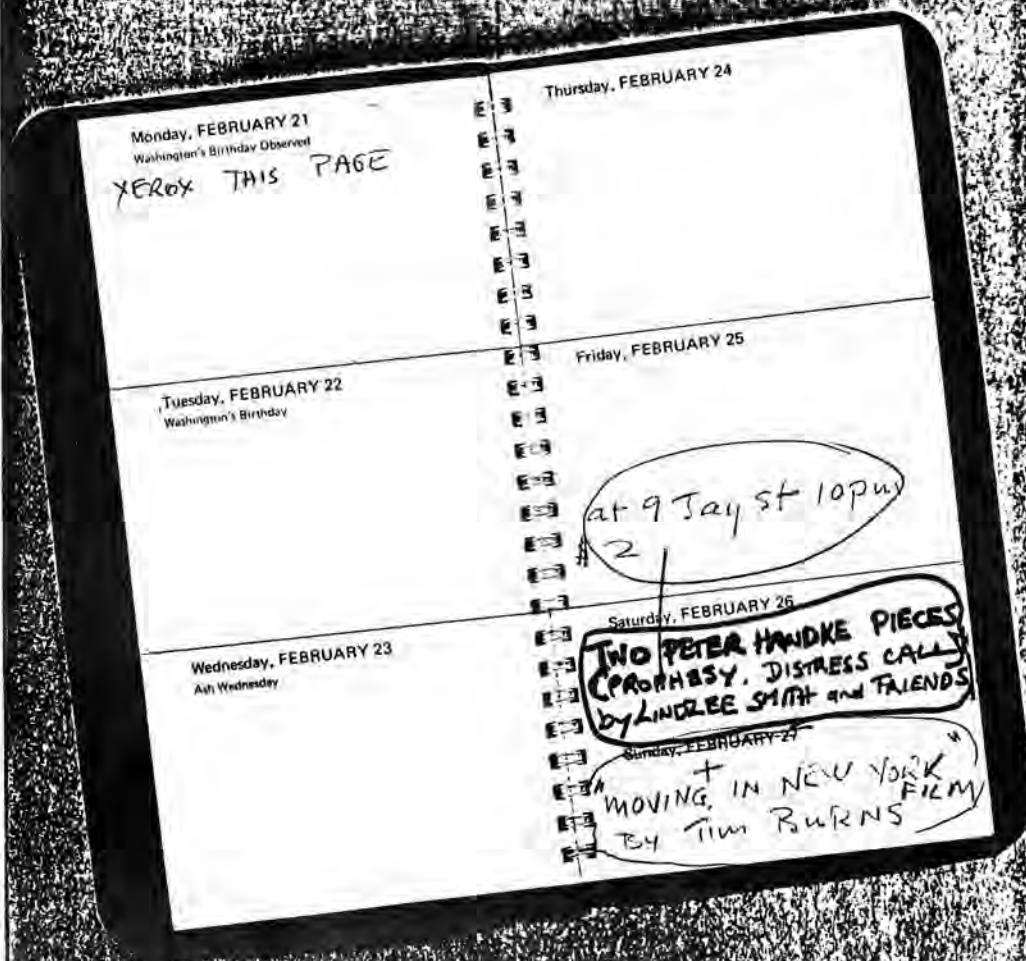 Monday, FEBRUARY 21
Washington's Birthday Observed
XEROX THIS PAGE
Tuesday, FEBRUARY 22
Washington's Birthday
Wednesday, FEBRUARY 23
Ash Wednesday
Thursday, FEBRUARY 24
Friday, FEBRUARY 25
at 9 Jay St 10pm
$2
Saturday, FEBRUARY 26
TWO PETER HANDKE PIECES
(PROPHESY. DISTRESS CALL)
by LINDZEE SMITH and FRIENDS
Sunday, FEBRUARY 27
+
"MOVING IN NEW YORK"
FILM
BY TIM BURNS